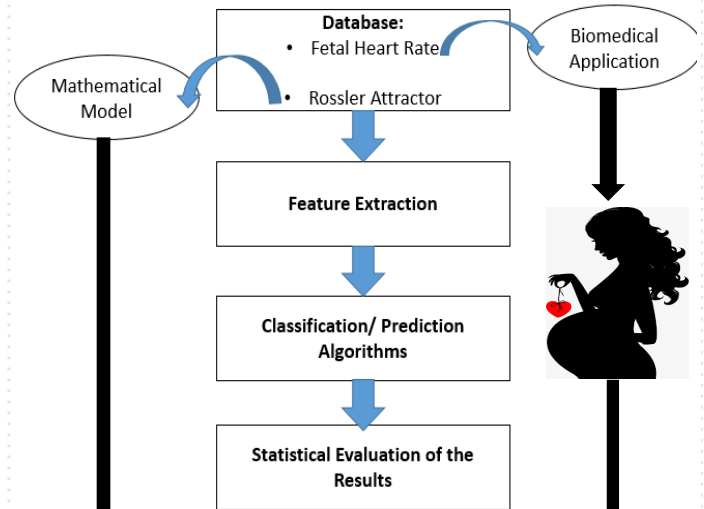 Database:
• Fetal Heart Rate
• Rossler Attractor
Biomedical
Application
Mathematical
Model
Feature Extraction
Classification/ Prediction
Algorithms
Statistical Evaluation of the
Results